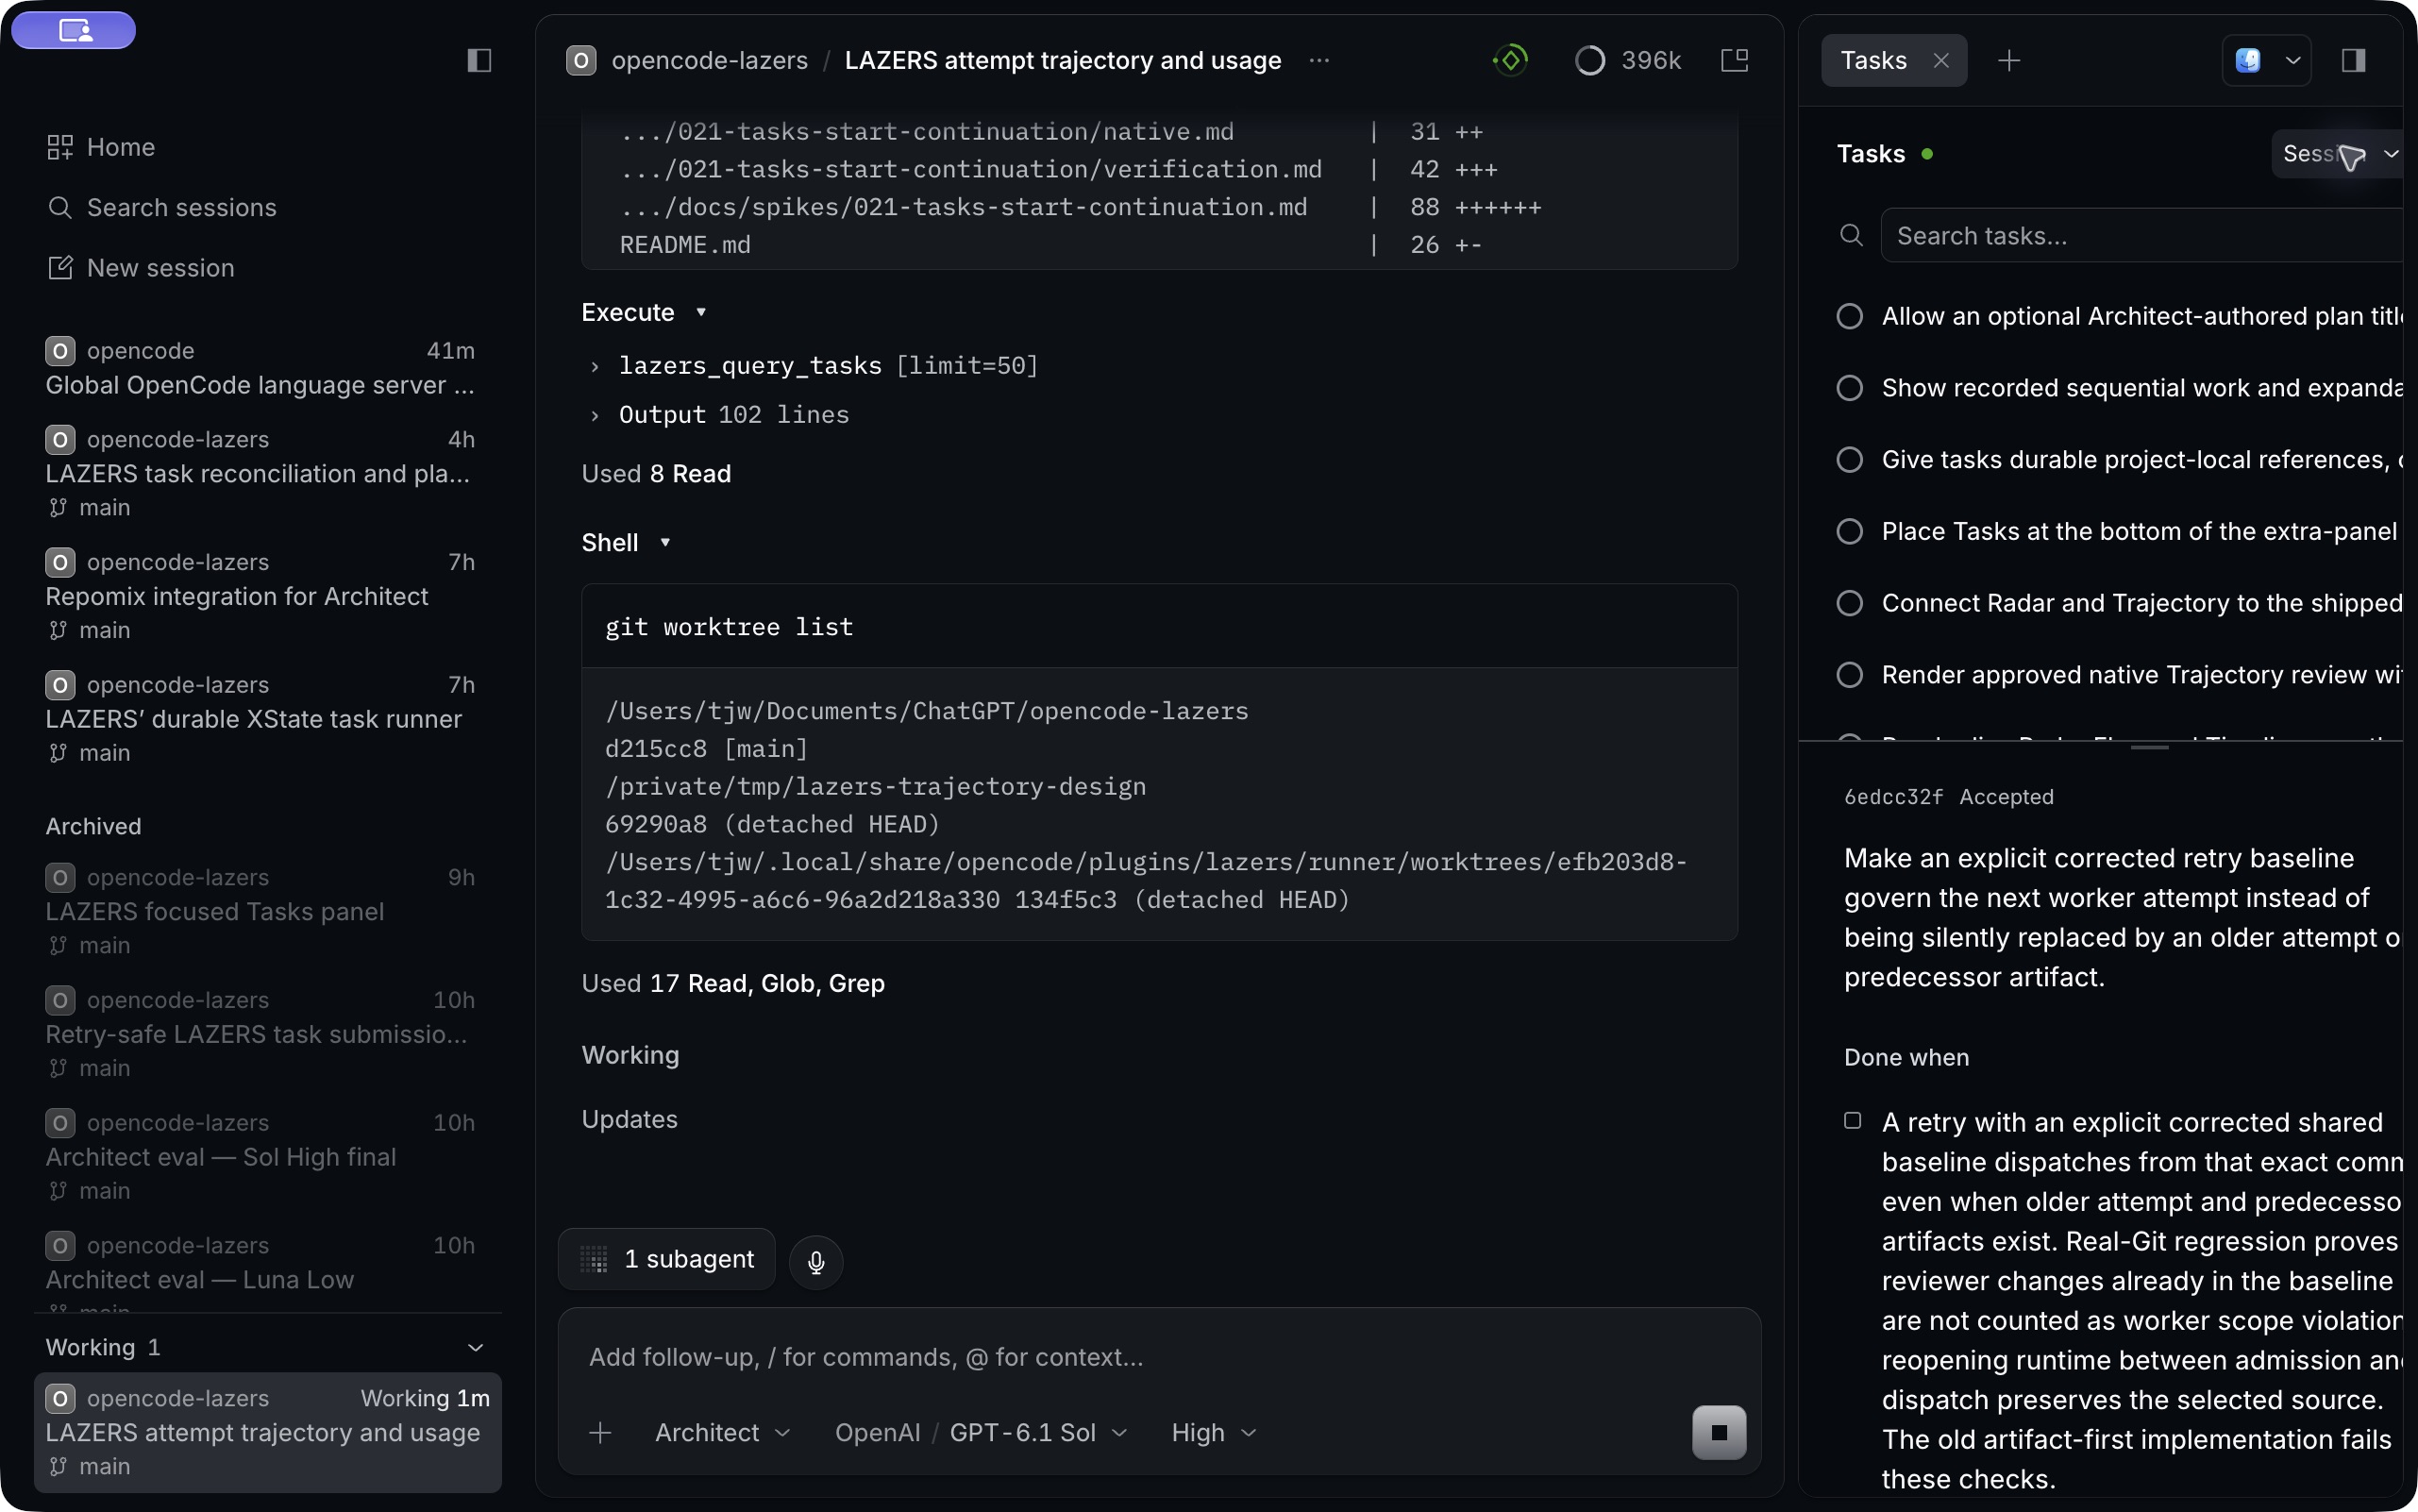 Home
Search sessions
New session
O opencode 41m
Global OpenCode language server ...
O opencode-lazers 4h
LAZERS task reconciliation and pla...
main
O opencode-lazers 7h
Repomix integration for Architect
main
O opencode-lazers 7h
LAZERS’ durable XState task runner
main
Archived
O opencode-lazers 9h
LAZERS focused Tasks panel
main
O opencode-lazers 10h
Retry-safe LAZERS task submissio...
main
O opencode-lazers 10h
Architect eval — Sol High final
main
O opencode-lazers 10h
Architect eval — Luna Low
main
Working 1
O opencode-lazers Working 1m
LAZERS attempt trajectory and usage
main
O opencode-lazers / LAZERS attempt trajectory and usage ... 396k
.../021-tasks-start-continuation/native.md | 31 ++
.../021-tasks-start-continuation/verification.md | 42 +++
.../docs/spikes/021-tasks-start-continuation.md | 88 ++++++
README.md | 26 +-
Execute
lazers_query_tasks [limit=50]
Output 102 lines
Used 8 Read
Shell
git worktree list
/Users/tjw/Documents/ChatGPT/opencode-lazers
d215cc8 [main]
/private/tmp/lazers-trajectory-design
69290a8 (detached HEAD)
/Users/tjw/.local/share/opencode/plugins/lazers/runner/worktrees/efb203d8-
1c32-4995-a6c6-96a2d218a330 134f5c3 (detached HEAD)
Used 17 Read, Glob, Grep
Working
Updates
1 subagent
Add follow-up, / for commands, @ for context...
Architect OpenAI / GPT-6.1 Sol High
Tasks
Tasks
Search tasks...
Allow an optional Architect-authored plan titl
Show recorded sequential work and expanda
Give tasks durable project-local references,
Place Tasks at the bottom of the extra-panel
Connect Radar and Trajectory to the shipped
Render approved native Trajectory review wi
6edcc32f Accepted
Make an explicit corrected retry baseline
govern the next worker attempt instead of
being silently replaced by an older attempt o
predecessor artifact.
Done when
A retry with an explicit corrected shared
baseline dispatches from that exact comm
even when older attempt and predecesso
artifacts exist. Real-Git regression proves
reviewer changes already in the baseline
are not counted as worker scope violation
reopening runtime between admission an
dispatch preserves the selected source.
The old artifact-first implementation fails
these checks.